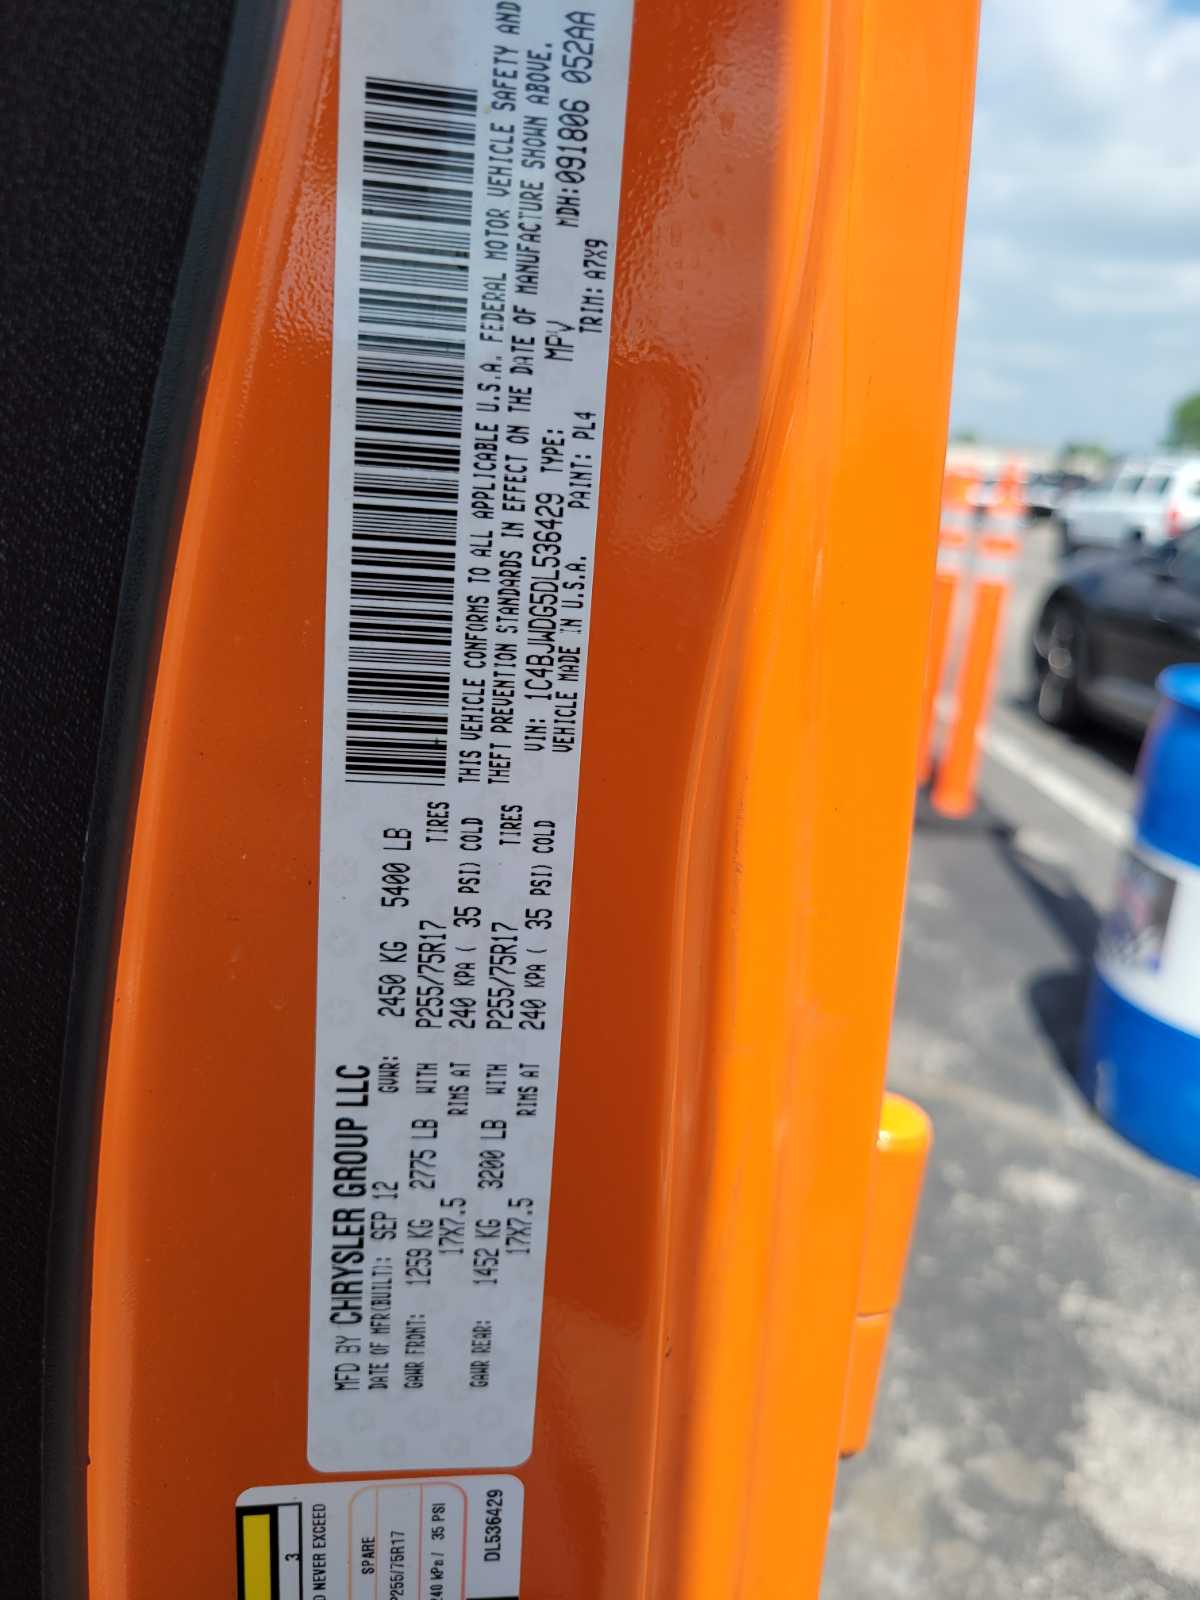 MFD BY CHRYSLER GROUP LLC
DATE OF MFR(BUILT): SEP 12 GVWR: 2450 KG 5400 LB
GAWR FRONT: 1259 KG 2775 LB WITH P255/75R17 TIRES
17X7.5 RIMS AT 240 KPA ( 35 PSI) COLD
GAWR REAR: 1452 KG 3200 LB WITH P255/75R17 TIRES
17X7.5 RIMS AT 240 KPA ( 35 PSI) COLD
THIS VEHICLE CONFORMS TO ALL APPLICABLE U.S.A. FEDERAL MOTOR VEHICLE SAFETY AND
THEFT PREVENTION STANDARDS IN EFFECT ON THE DATE OF MANUFACTURE SHOWN ABOVE.
VIN: 1C4BJWDG5DL536429 TYPE: MPV MDH:091806 052AA
VEHICLE MADE IN U.S.A. PAINT: PL4 TRIM: A7X9
3
NEVER EXCEED
SPARE
P255/75R17
240 kPa/ 35 PSI
DL536429